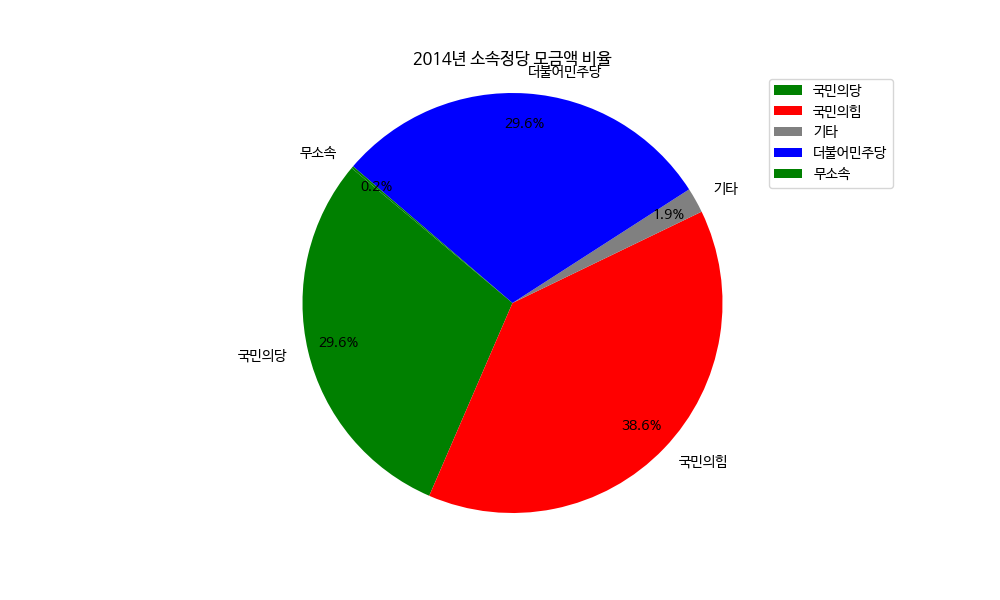 2014년 소속정당 모금액 비율
더불어민주당
29.6%
무소속
0.2%
기타
1.9%
국민의당
29.6%
38.6%
국민의힘
국민의당
국민의힘
기타
더불어민주당
무소속